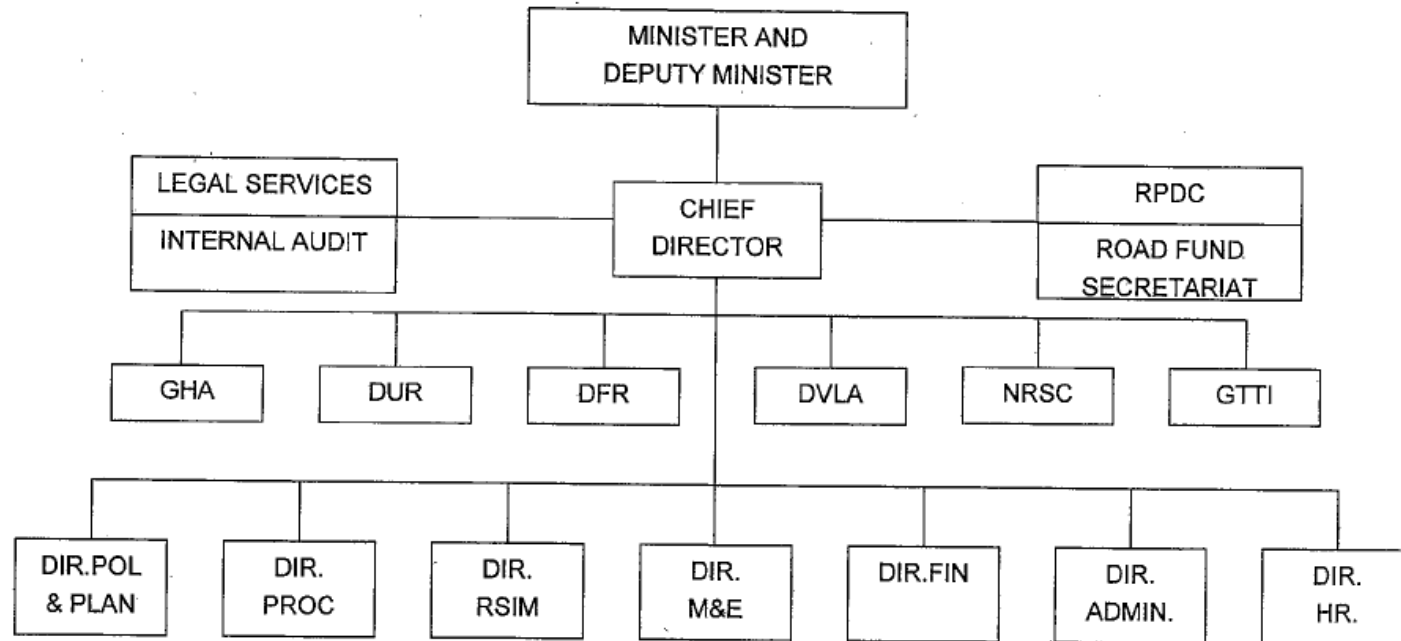 MINISTER AND
DEPUTY MINISTER
LEGAL SERVICES
INTERNAL AUDIT
CHIEF
DIRECTOR
RPDC
ROAD FUND
SECRETARIAT
GHA
DUR
DFR
DVLA
NRSC
GTTI
DIR.POL
& PLAN
DIR.
PROC
DIR.
RSIM
DIR.
M&E
DIR.FIN
DIR.
ADMIN.
DIR.
HR.